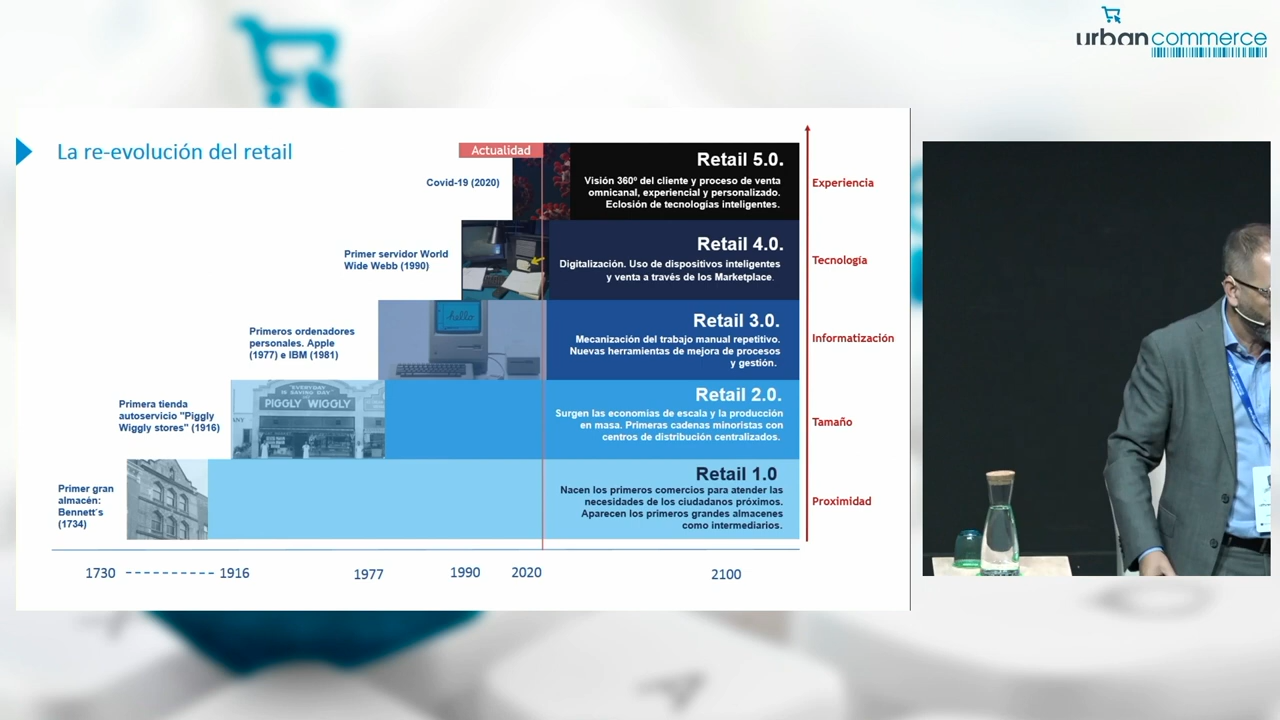 urbancommerce
La re-evolución del retail
Actualidad
Retail 5.0.
Covid-19 (2020)
Visión 360º del cliente y proceso de venta
omnicanal, experiencial y personalizado.
Eclosión de tecnologías inteligentes.
Experiencia
Primer servidor World
Wide Webb (1990)
Retail 4.0.
Digitalización. Uso de dispositivos inteligentes
y venta a través de los Marketplace.
Tecnología
Primeros ordenadores
personales. Apple
(1977) e IBM (1981)
hello
Retail 3.0.
Mecanización del trabajo manual repetitivo.
Nuevas herramientas de mejora de procesos
y gestión.
Informatización
Primera tienda
autoservicio "Piggly
Wiggly stores" (1916)
"EVERYDAY
IS SAVING DAY"
PIGGLY WIGGLY
Retail 2.0.
Surgen las economías de escala y la producción
en masa. Primeras cadenas minoristas con
centros de distribución centralizados.
Tamaño
Primer gran
almacén:
Bennett´s
(1734)
Retail 1.0
Nacen los primeros comercios para atender las
necesidades de los ciudadanos próximos.
Aparecen los primeros grandes almacenes
como intermediarios.
Proximidad
1730 1916 1977 1990 2020 2100